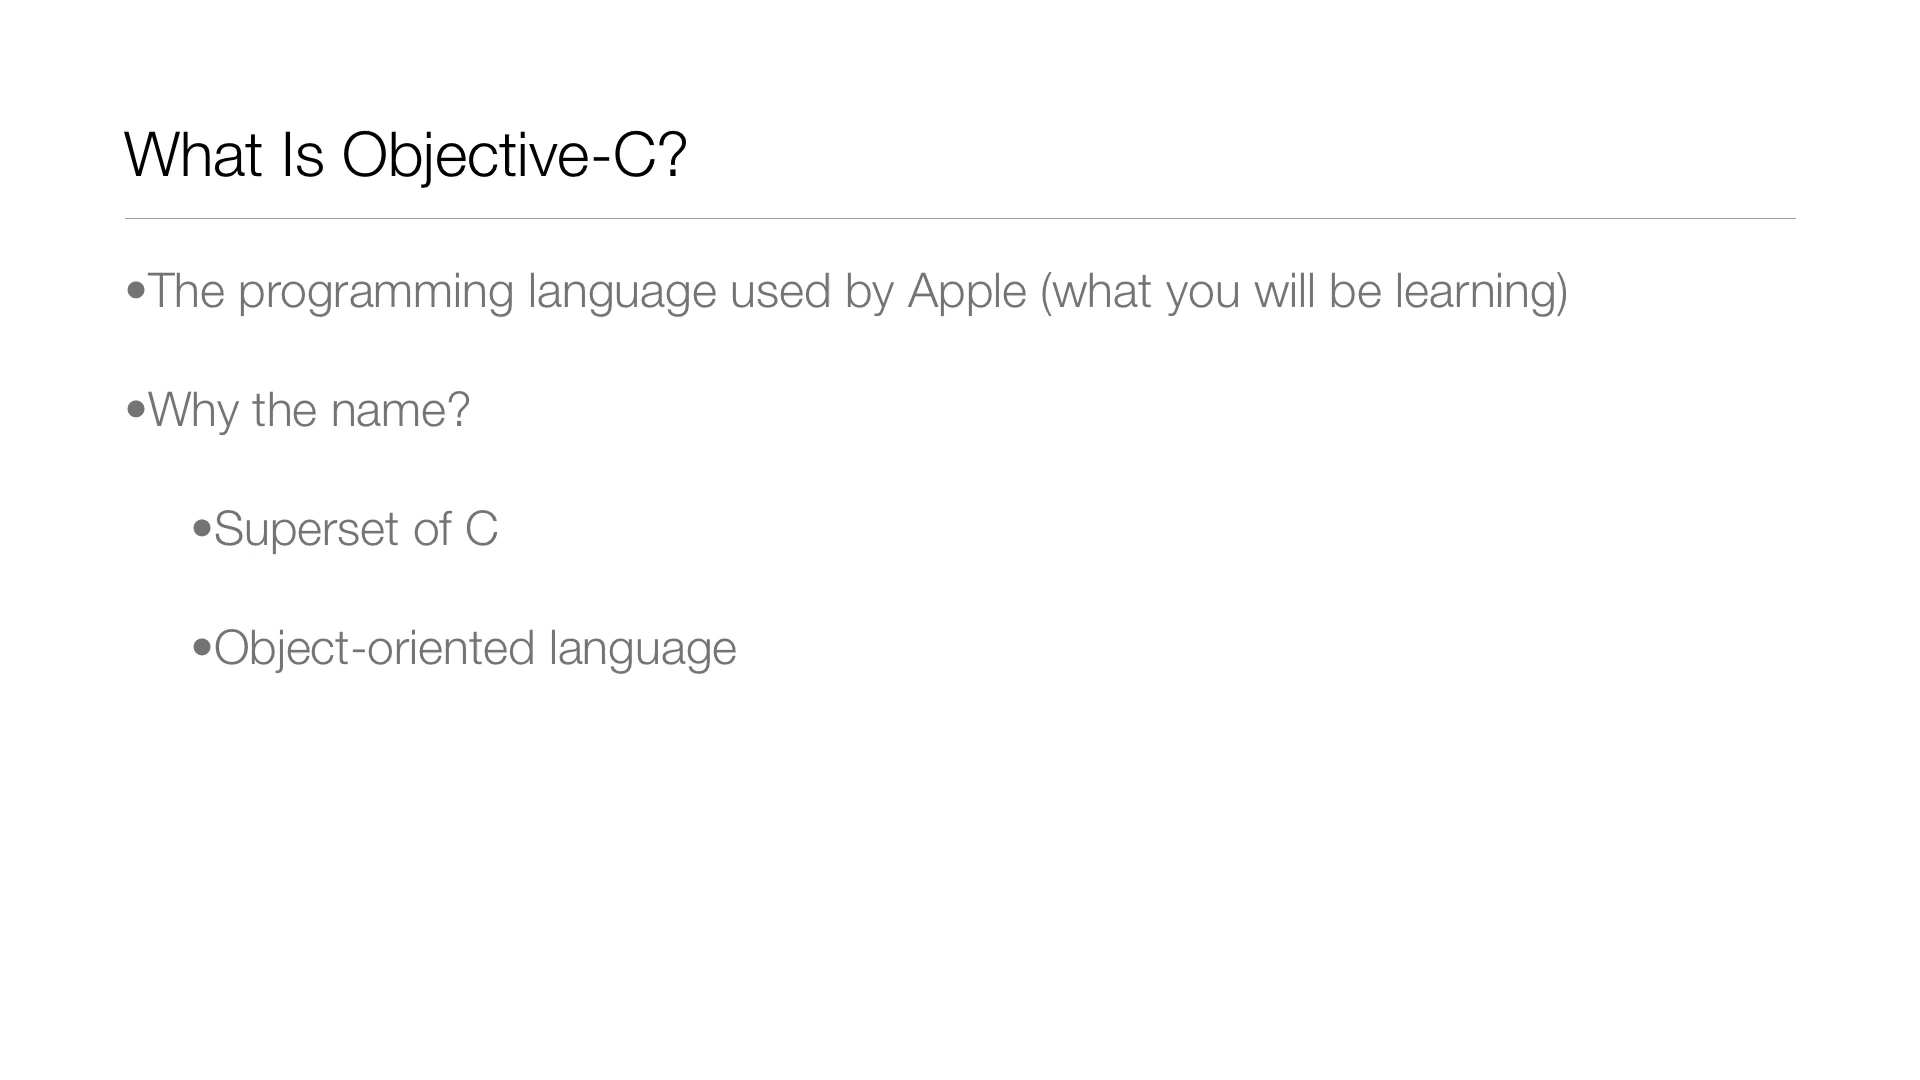 What Is Objective-C?
•The programming language used by Apple (what you will be learning)
•Why the name?
•Superset of C
•Object-oriented language